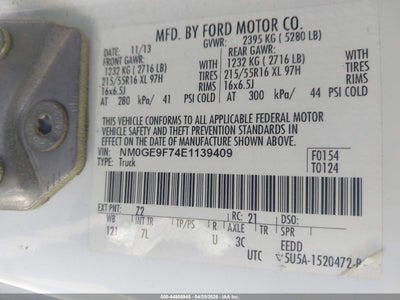 MFD. BY FORD MOTOR CO.
GVWR: 2395 KG ( 5280 LB)
11/13
FRONT GAWR: REAR GAWR:
1232 KG (2716 LB) WITH 1232 KG (2716 LB) WITH
215/55R16 XL 97H TIRES 215/55R16 XL 97H TIRES
16x6.5J RIMS 16x6.5J RIMS
AT 280 kPa/ 41 PSI COLD AT 300 kPa/ 44 PSI COLD
THIS VEHICLE CONFORMS TO ALL APPLICABLE FEDERAL MOTOR
VEHICLE SAFETY STANDARDS IN EFFECT ON THE DATE OF
MANUFACTURE SHOWN ABOVE.
VIN: NM0GE9F74E1139409
TYPE: Truck
F0154
T0124
EXT PNT: 72 RC: 21
WB INT TR TP/PS R AXLE TR SPR
121 7L U 3C EEDD
UTC 5U5A-1520472-